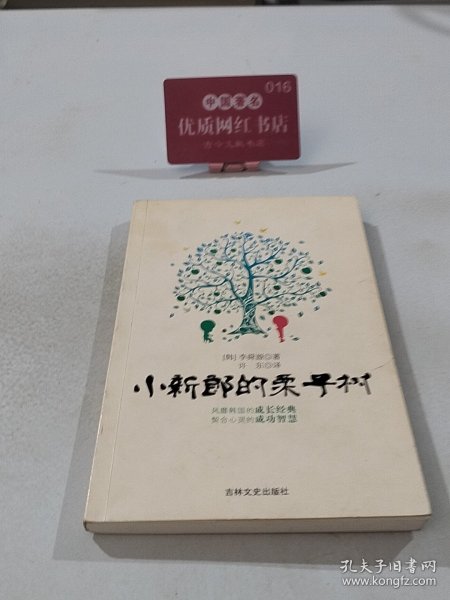 016
中国著名
优质网红书店
古今文献书店
[韩] 李舜源◎著
许东◎译
小新郎的栗子树
风靡韩国的成长经典
契合心灵的成功智慧
吉林文史出版社
孔夫子旧书网
www.kongfz.com